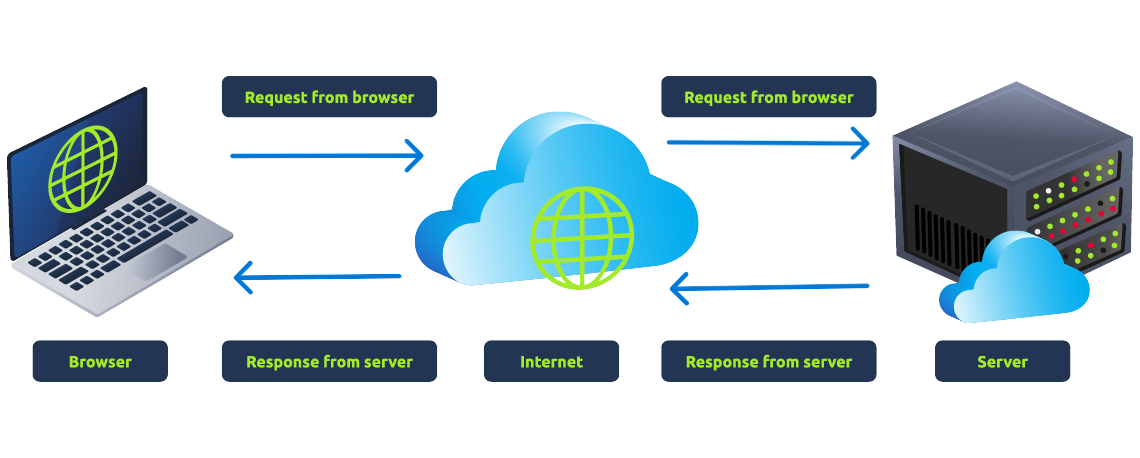 Request from browser
Request from browser
Browser
Response from server
Internet
Response from server
Server